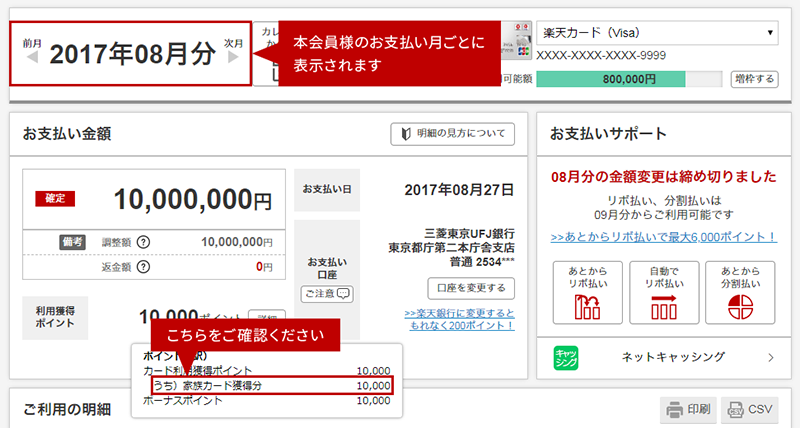 前月
2017年08月分
次月
カレ
か
本会員様のお支払い月ごとに
表示されます
JCB
楽天カード（Visa）
XXXX-XXXX-XXXX-9999
可能額
800,000円
増枠する
お支払い金額
明細の見方について
確定
10,000,000円
備考
調整額
?
10,000,000円
返金額
?
0円
利用獲得
ポイント
10,000ポイント
詳細
お支払い日
2017年08月27日
お支払い
口座
ご注意
三菱東京UFJ銀行
東京都庁第二本庁舎支店
普通 2534***
口座を変更する
>>楽天銀行に変更すると
もれなく200ポイント！
お支払いサポート
08月分の金額変更は締め切りました
リボ払い、分割払いは
09月分からご利用可能です
>>あとからリボ払いで最大6,000ポイント！
あとから
リボ払い
自動で
リボ払い
あとから
分割払い
キャッ
シング
ネットキャッシング
こちらをご確認ください
ポイント
訳）
カード利用獲得ポイント
10,000
うち）家族カード獲得分
10,000
ボーナスポイント
10,000
ご利用の明細
印刷
CSV
CSV